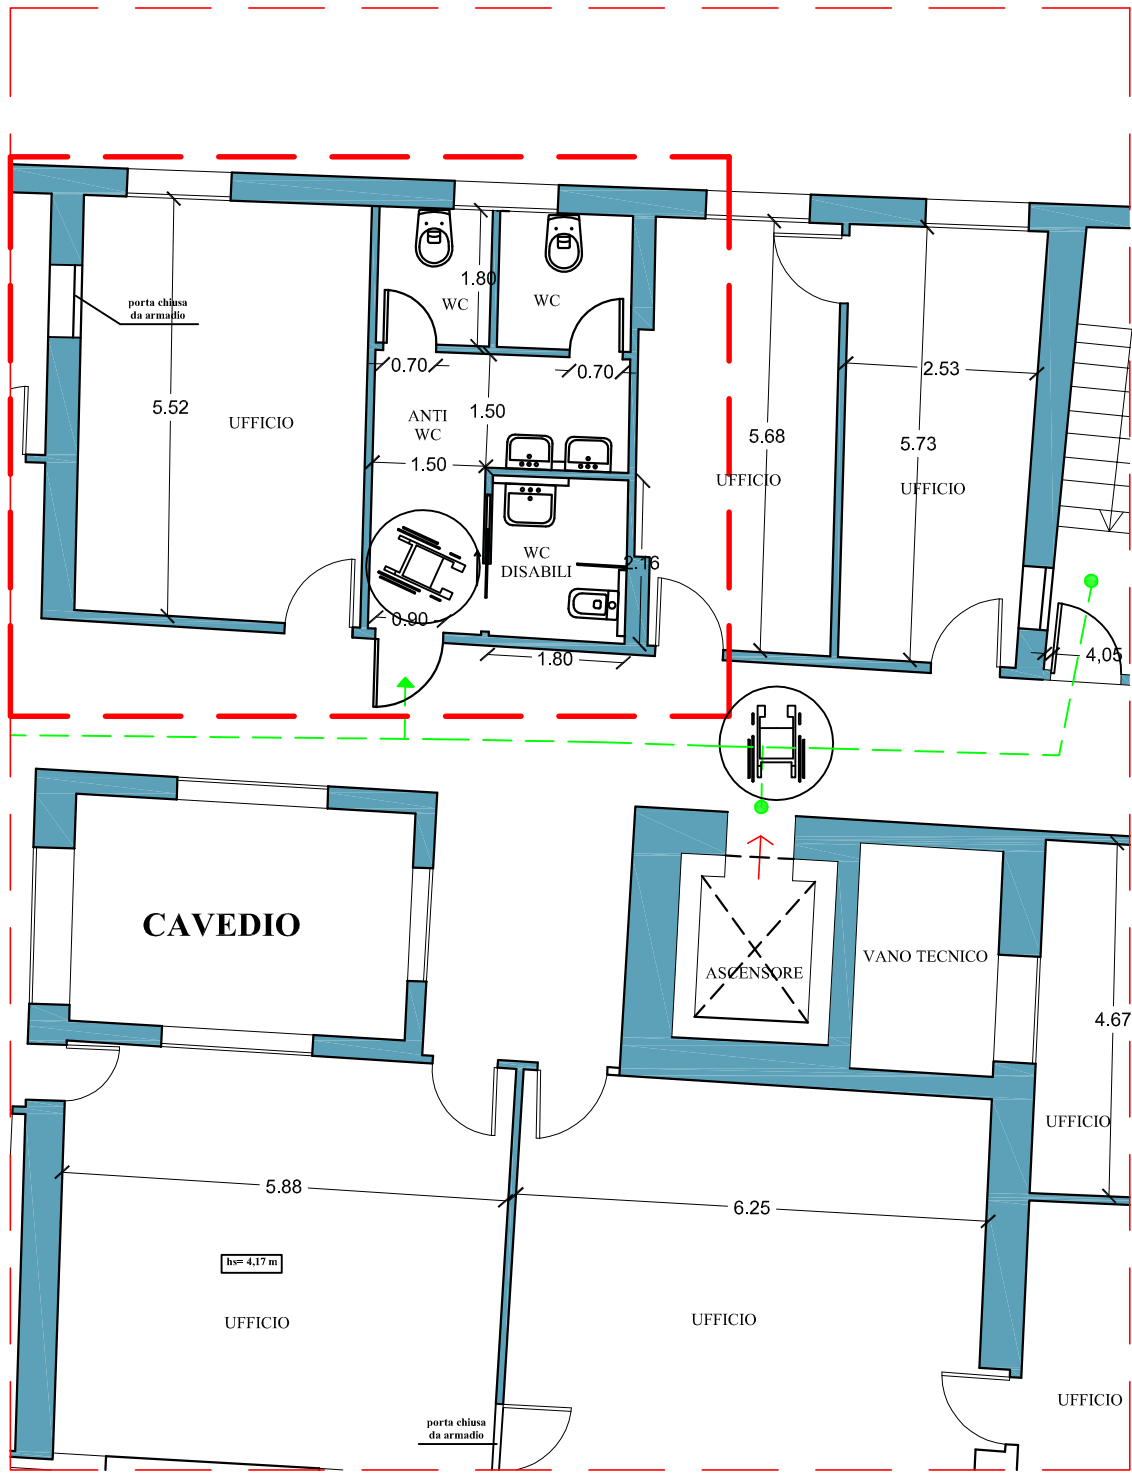 porta chiusa
da armadio
1.80
WC
WC
0.70
0.70
2.53
5.52
UFFICIO
ANTI
WC
1.50
1.50
5.68
5.73
UFFICIO
UFFICIO
WC
DISABILI
2.16
0.90
1.80
4,05
CAVEDIO
ASCENSORE
VANO TECNICO
4.67
UFFICIO
5.88
6.25
hs= 4,17 m
UFFICIO
UFFICIO
UFFICIO
porta chiusa
da armadio